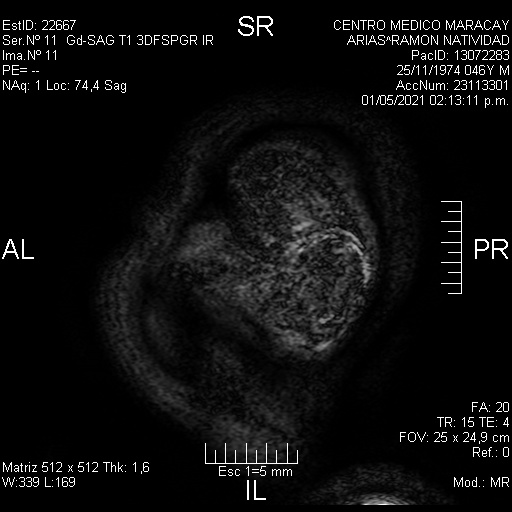 EstID: 22667
Ser.Nº 11 Gd-SAG T1 3DFSPGR IR
Ima.Nº 11
PE= --
NAq: 1 Loc: 74,4 Sag
SR
CENTRO MEDICO MARACAY
ARIAS^RAMON NATIVIDAD
PacID: 13072283
25/11/1974 046Y M
AccNum: 23113301
01/05/2021 02:13:11 p.m.
AL
PR
FA: 20
TR: 15 TE: 4
FOV: 25 x 24,9 cm
Ref.: 0
Mod.: MR
Matriz 512 x 512 Thk: 1,6
W:339 L:169
Esc 1=5 mm
IL